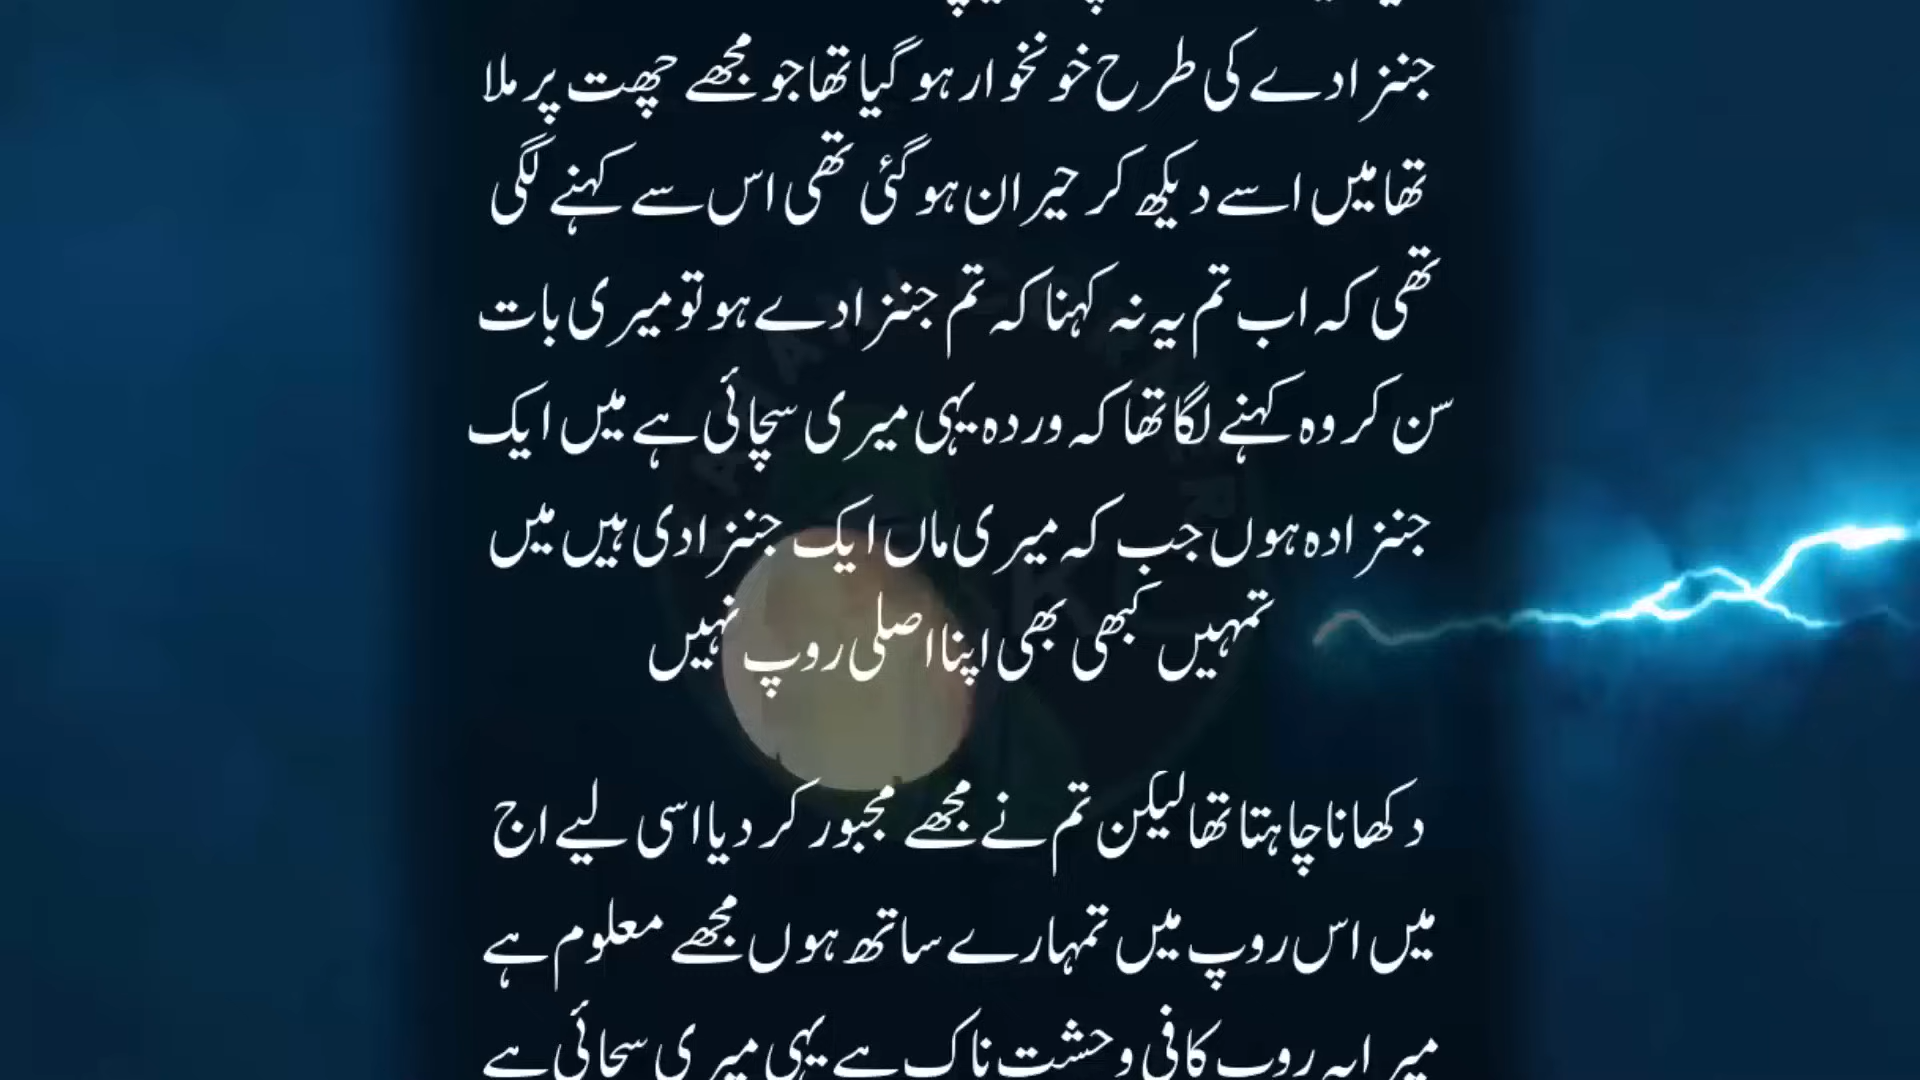 جنزادے کی طرح خونخوار ہو گیا تھا جو مجھے چھت پر ملا
تھا میں اسے دیکھ کر حیران ہو گئی تھی اس سے کہنے لگی
تھی کہ اب تم یہ نہ کہنا کہ تم جنزادے ہو تو میری بات
سن کر وہ کہنے لگا تھا کہ وردہ یہی میری سچائی ہے میں ایک
جنزادہ ہوں جب کہ میری ماں ایک جنزادی ہیں میں
تمہیں کبھی بھی اپنا اصلی روپ نہیں
دکھانا چاہتا تھا لیکن تم نے مجھے مجبور کر دیا اسی لیے اج
میں اس روپ میں تمہارے ساتھ ہوں مجھے معلوم ہے
میرا یہ روپ کافی وحشت ناک ہے یہی میری سچائی ہے